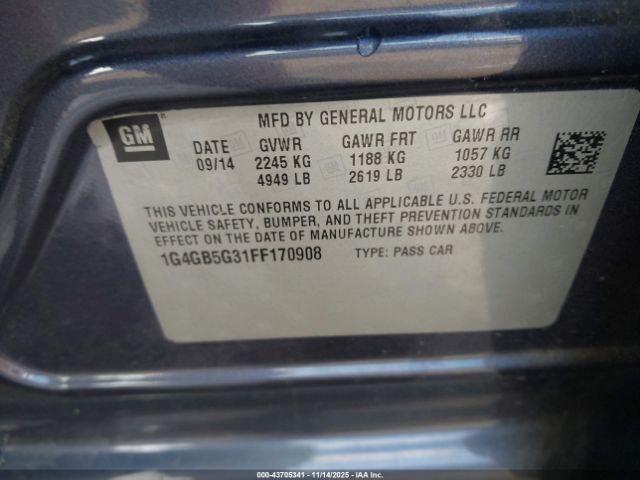 MFD BY GENERAL MOTORS LLC
GM
DATE GVWR GAWR FRT GAWR RR
09/14 2245 KG 1188 KG 1057 KG
4949 LB 2619 LB 2330 LB
THIS VEHICLE CONFORMS TO ALL APPLICABLE U.S. FEDERAL MOTOR
VEHICLE SAFETY, BUMPER, AND THEFT PREVENTION STANDARDS IN
EFFECT ON THE DATE OF MANUFACTURE SHOWN ABOVE.
1G4GB5G31FF170908 TYPE: PASS CAR
000-43705341 - 11/14/2025 - IAAI.com